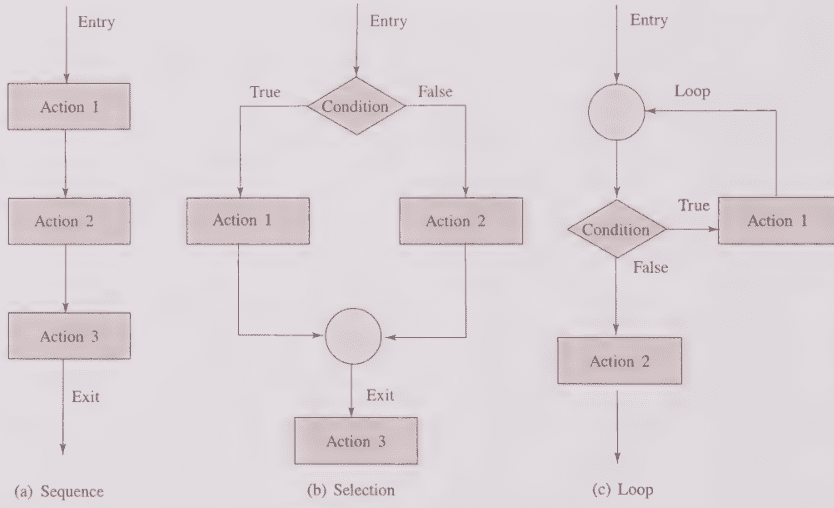 Entry
Action 1
Action 2
Action 3
Exit
(a) Sequence
Entry
Condition
True
False
Action 1
Action 2
Exit
Action 3
(b) Selection
Entry
Loop
Condition
True
Action 1
False
Action 2
(c) Loop